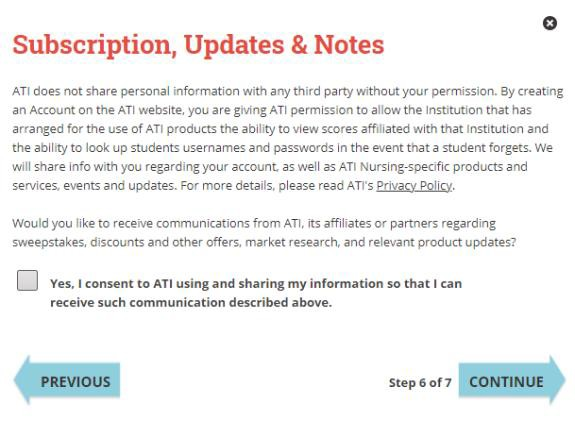 Subscription, Updates & Notes
ATI does not share personal information with any third party without your permission. By creating
an Account on the ATI website, you are giving ATI permission to allow the Institution that has
arranged for the use of ATI products the ability to view scores affiliated with that Institution and
the ability to look up students usernames and passwords in the event that a student forgets. We
will share info with you regarding your account, as well as ATI Nursing-specific products and
services, events and updates. For more details, please read ATI's Privacy Policy.
Would you like to receive communications from ATI, its affiliates or partners regarding
sweepstakes, discounts and other offers, market research, and relevant product updates?
Yes, I consent to ATI using and sharing my information so that I can
receive such communication described above.
PREVIOUS
Step 6 of 7
CONTINUE